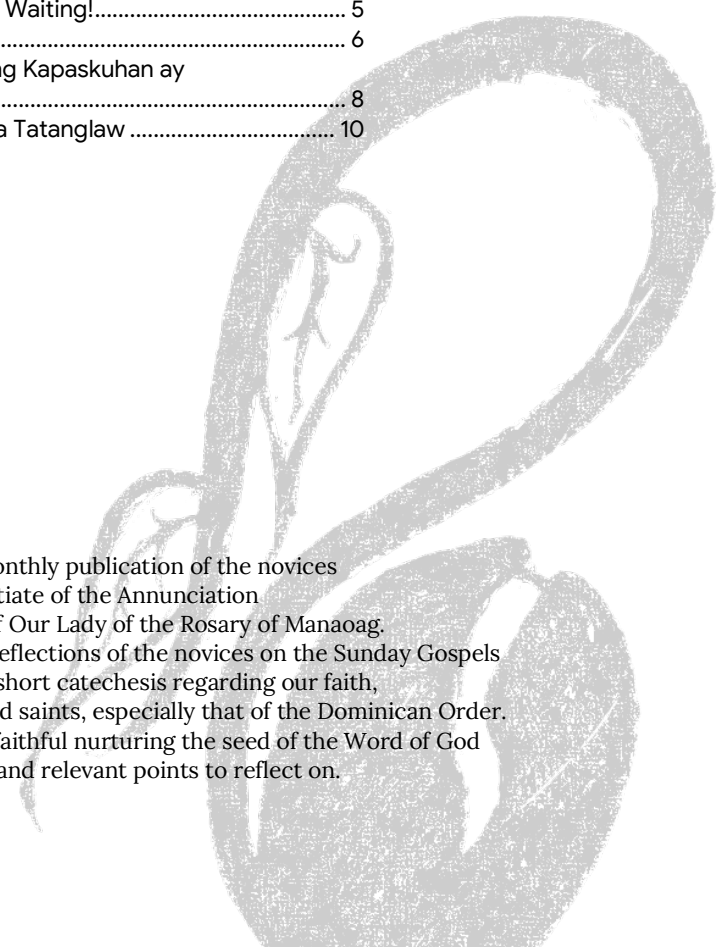 Waiting!.......................................... 5
.......................................................... 6
ng Kapaskuhan ay
..................................................... 8
a Tatanglaw .................................. 10
onthly publication of the novices
tiate of the Annunciation
f Our Lady of the Rosary of Manaoag.
eflections of the novices on the Sunday Gospels
short catechesis regarding our faith,
d saints, especially that of the Dominican Order.
faithful nurturing the seed of the Word of God
and relevant points to reflect on.